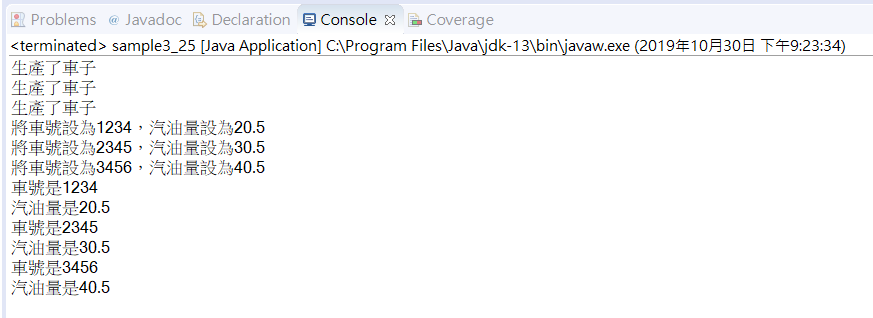 Problems @ Javadoc Declaration Console Coverage
<terminated> sample3_25 [Java Application] C:\Program Files\Java\jdk-13\bin\javaw.exe (2019年10月30日 下午9:23:34)
生產了車子
生產了車子
生產了車子
將車號設為1234，汽油量設為20.5
將車號設為2345，汽油量設為30.5
將車號設為3456，汽油量設為40.5
車號是1234
汽油量是20.5
車號是2345
汽油量是30.5
車號是3456
汽油量是40.5